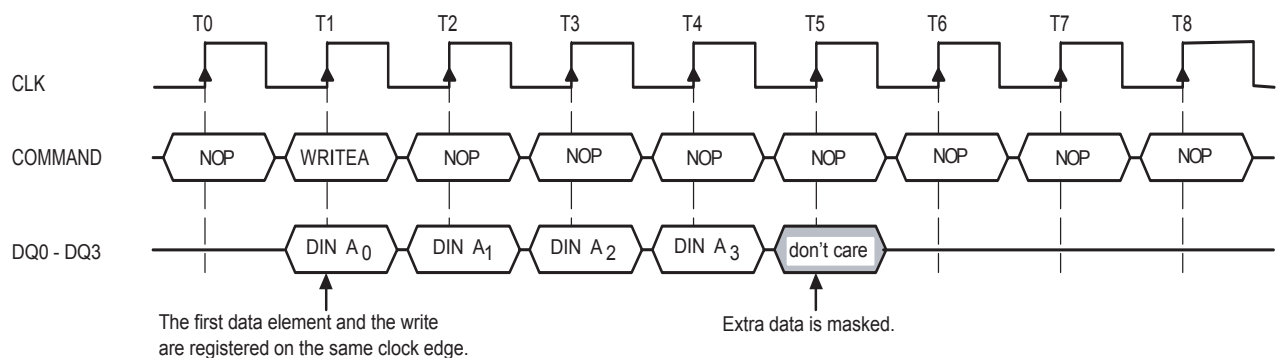 T0 T1 T2 T3 T4 T5 T6 T7 T8
CLK
COMMAND NOP WRITEA NOP NOP NOP NOP NOP NOP NOP
DQ0 - DQ3 DIN A0 DIN A1 DIN A2 DIN A3 don't care
The first data element and the write
are registered on the same clock edge.
Extra data is masked.